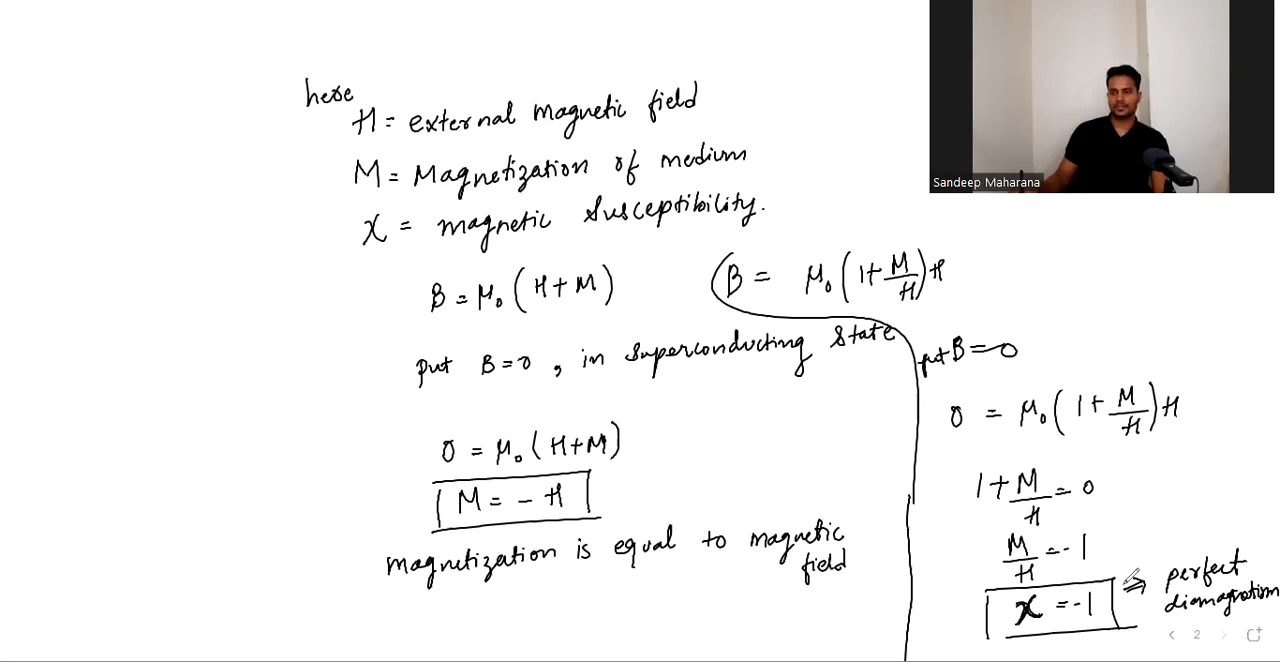 here
H = external magnetic field
M = Magnetization of medium
χ = magnetic Susceptibility.
B = μ₀ (H + M)
Put B = 0 , in Superconducting State
0 = μ₀ (H + M)
M = - H
magnetization is equal to magnetic
field
B = μ₀ (1 + M/H) H
put B = 0
0 = μ₀ (1 + M/H) H
1 + M/H = 0
M/H = -1
χ = -1 ⇒ perfect
diamagnetism
Sandeep Maharana
2